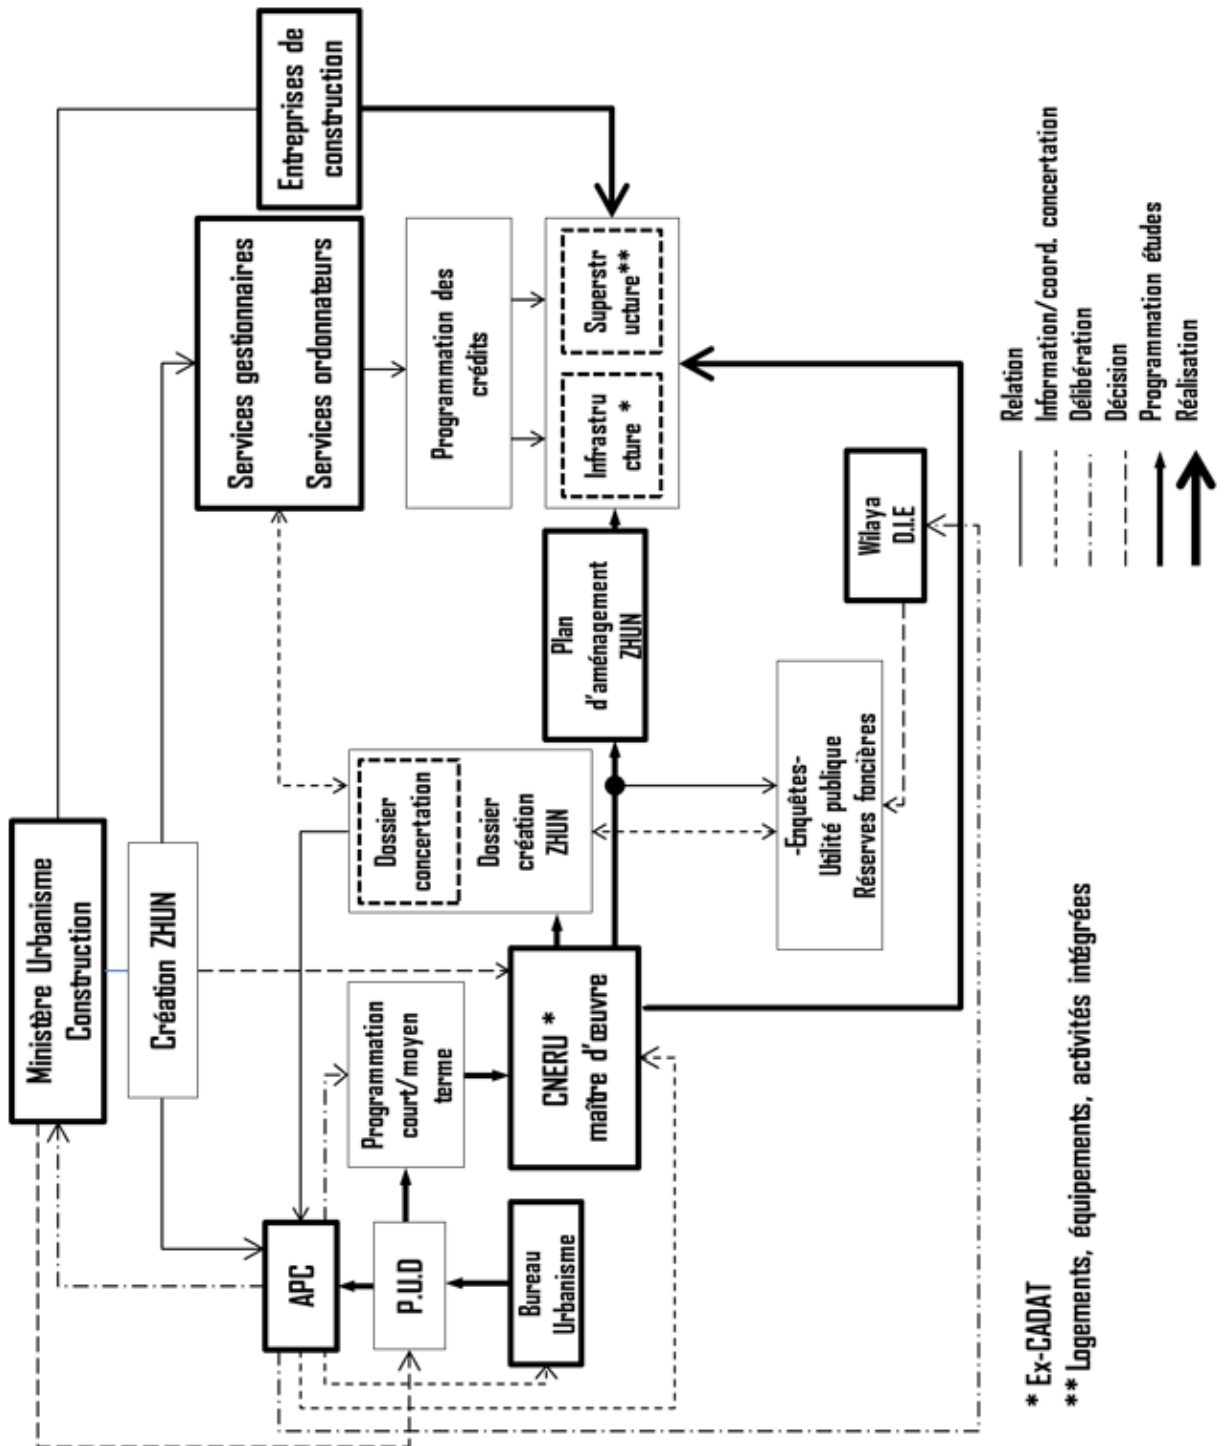 Ministère Urbanisme
Construction
Création ZHUN
Entreprises de
construction
Services gestionnaires
Services ordonnateurs
APC
Programmation
court/moyen
terme
Dossier
concertation
Dossier
création
ZHUN
Programmation des
crédits
P.U.D
Bureau
Urbanisme
CNERU *
maître d'œuvre
Plan
d'aménagement
ZHUN
Infrastru
cture *
Superstr
ucture**
-Enquêtes-
Utilité publique
Réserves foncières
Wilaya
D.I.E
* Ex-CADAT
** Logements, équipements, activités intégrées
Relation
Information/coord. concertation
Délibération
Décision
Programmation études
Réalisation